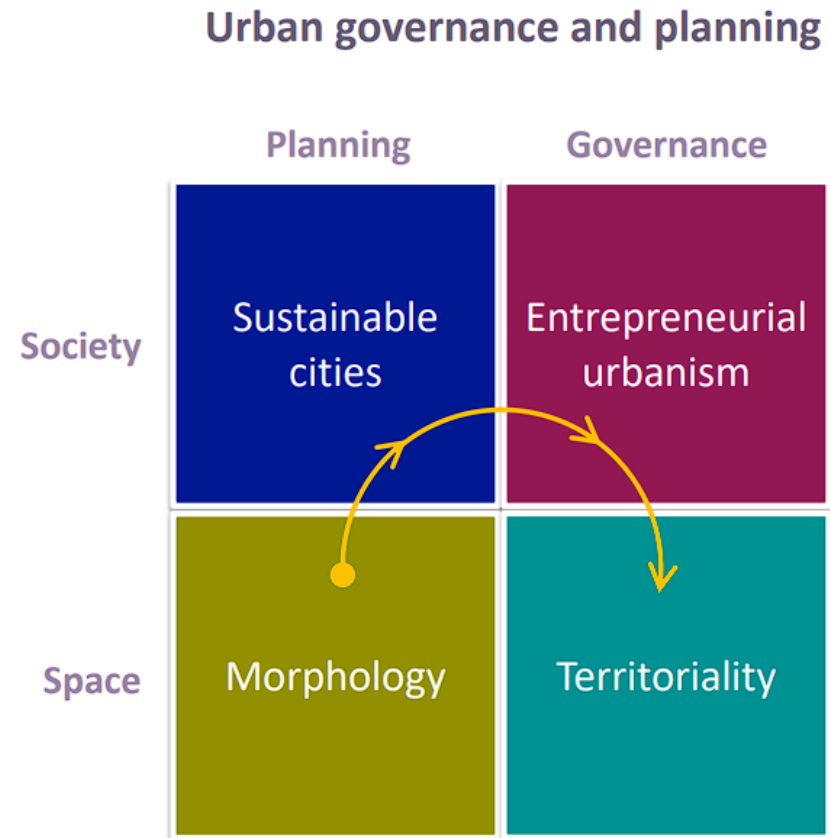 Urban governance and planning
Planning
Governance
Society
Sustainable
cities
Entrepreneurial
urbanism
Space
Morphology
Territoriality